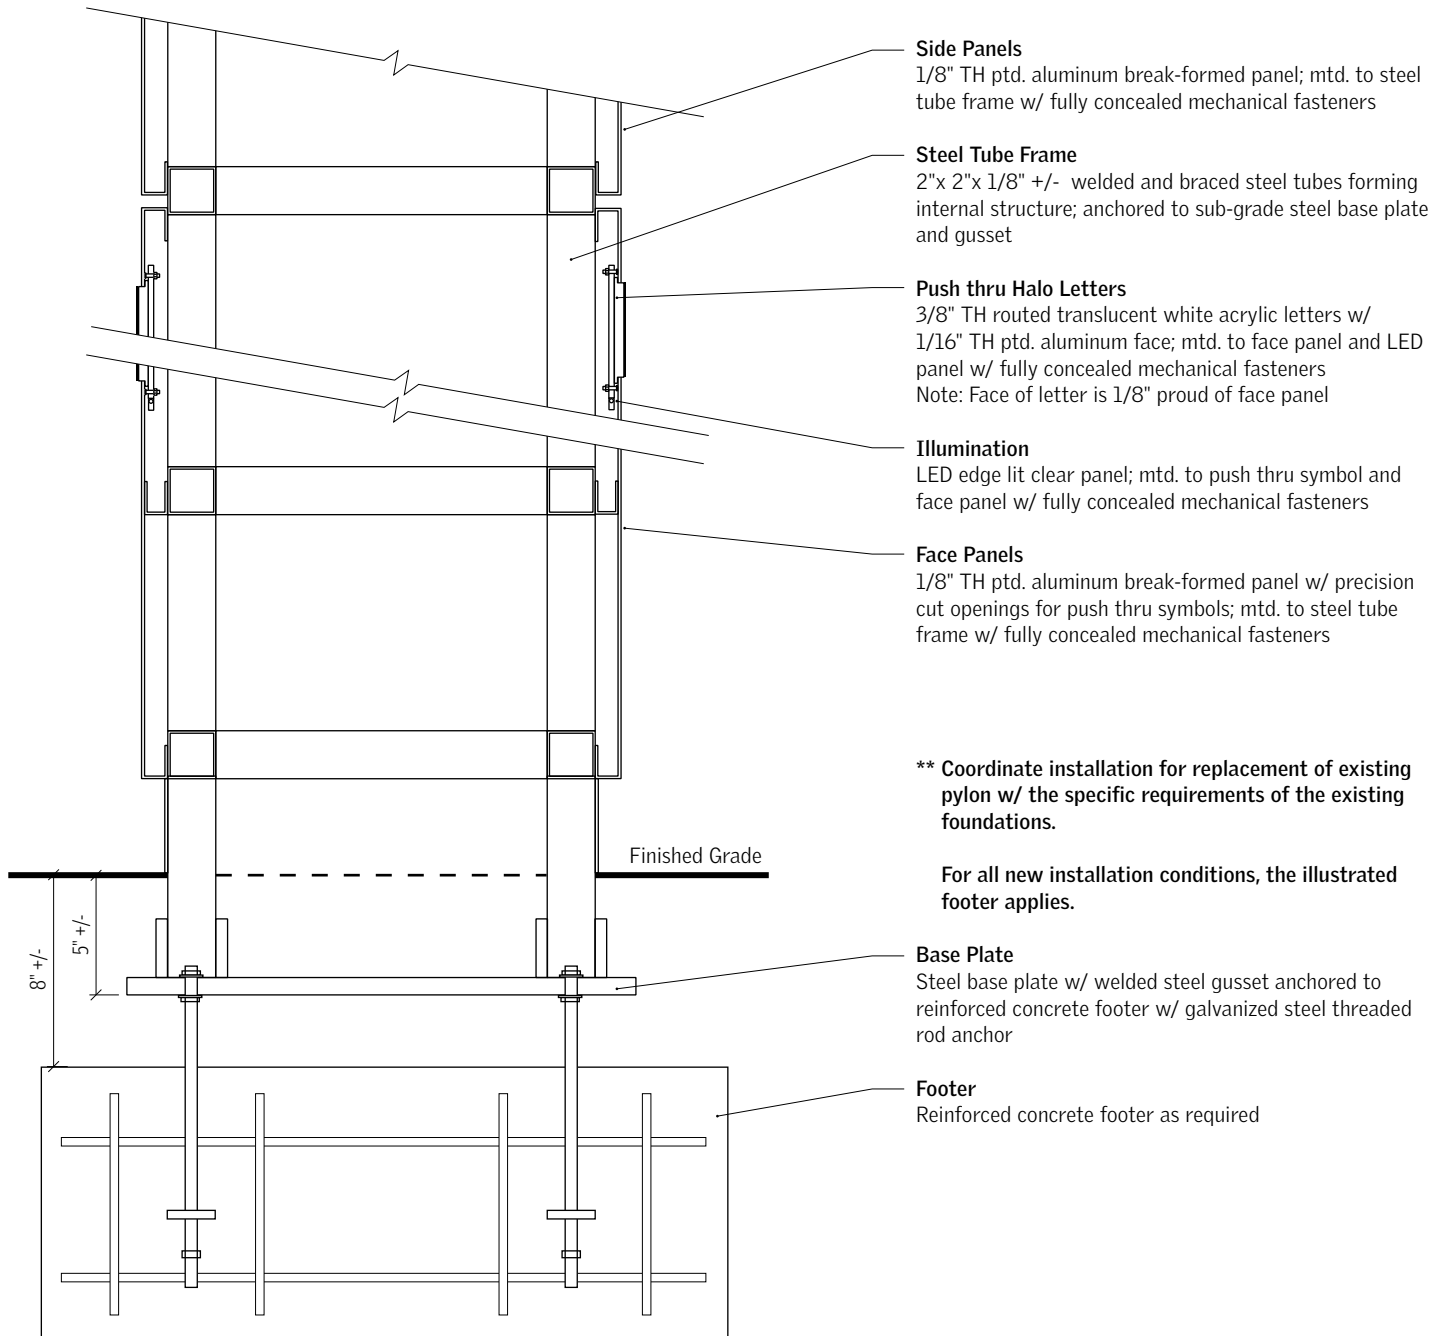 Side Panels
1/8" TH ptd. aluminum break-formed panel; mtd. to steel
tube frame w/ fully concealed mechanical fasteners
Steel Tube Frame
2"x 2"x 1/8" +/- welded and braced steel tubes forming
internal structure; anchored to sub-grade steel base plate
and gusset
Push thru Halo Letters
3/8" TH routed translucent white acrylic letters w/
1/16" TH ptd. aluminum face; mtd. to face panel and LED
panel w/ fully concealed mechanical fasteners
Note: Face of letter is 1/8" proud of face panel
Illumination
LED edge lit clear panel; mtd. to push thru symbol and
face panel w/ fully concealed mechanical fasteners
Face Panels
1/8" TH ptd. aluminum break-formed panel w/ precision
cut openings for push thru symbols; mtd. to steel tube
frame w/ fully concealed mechanical fasteners
** Coordinate installation for replacement of existing
pylon w/ the specific requirements of the existing
foundations.
For all new installation conditions, the illustrated
footer applies.
Finished Grade
5" +/-
8" +/-
Base Plate
Steel base plate w/ welded steel gusset anchored to
reinforced concrete footer w/ galvanized steel threaded
rod anchor
Footer
Reinforced concrete footer as required